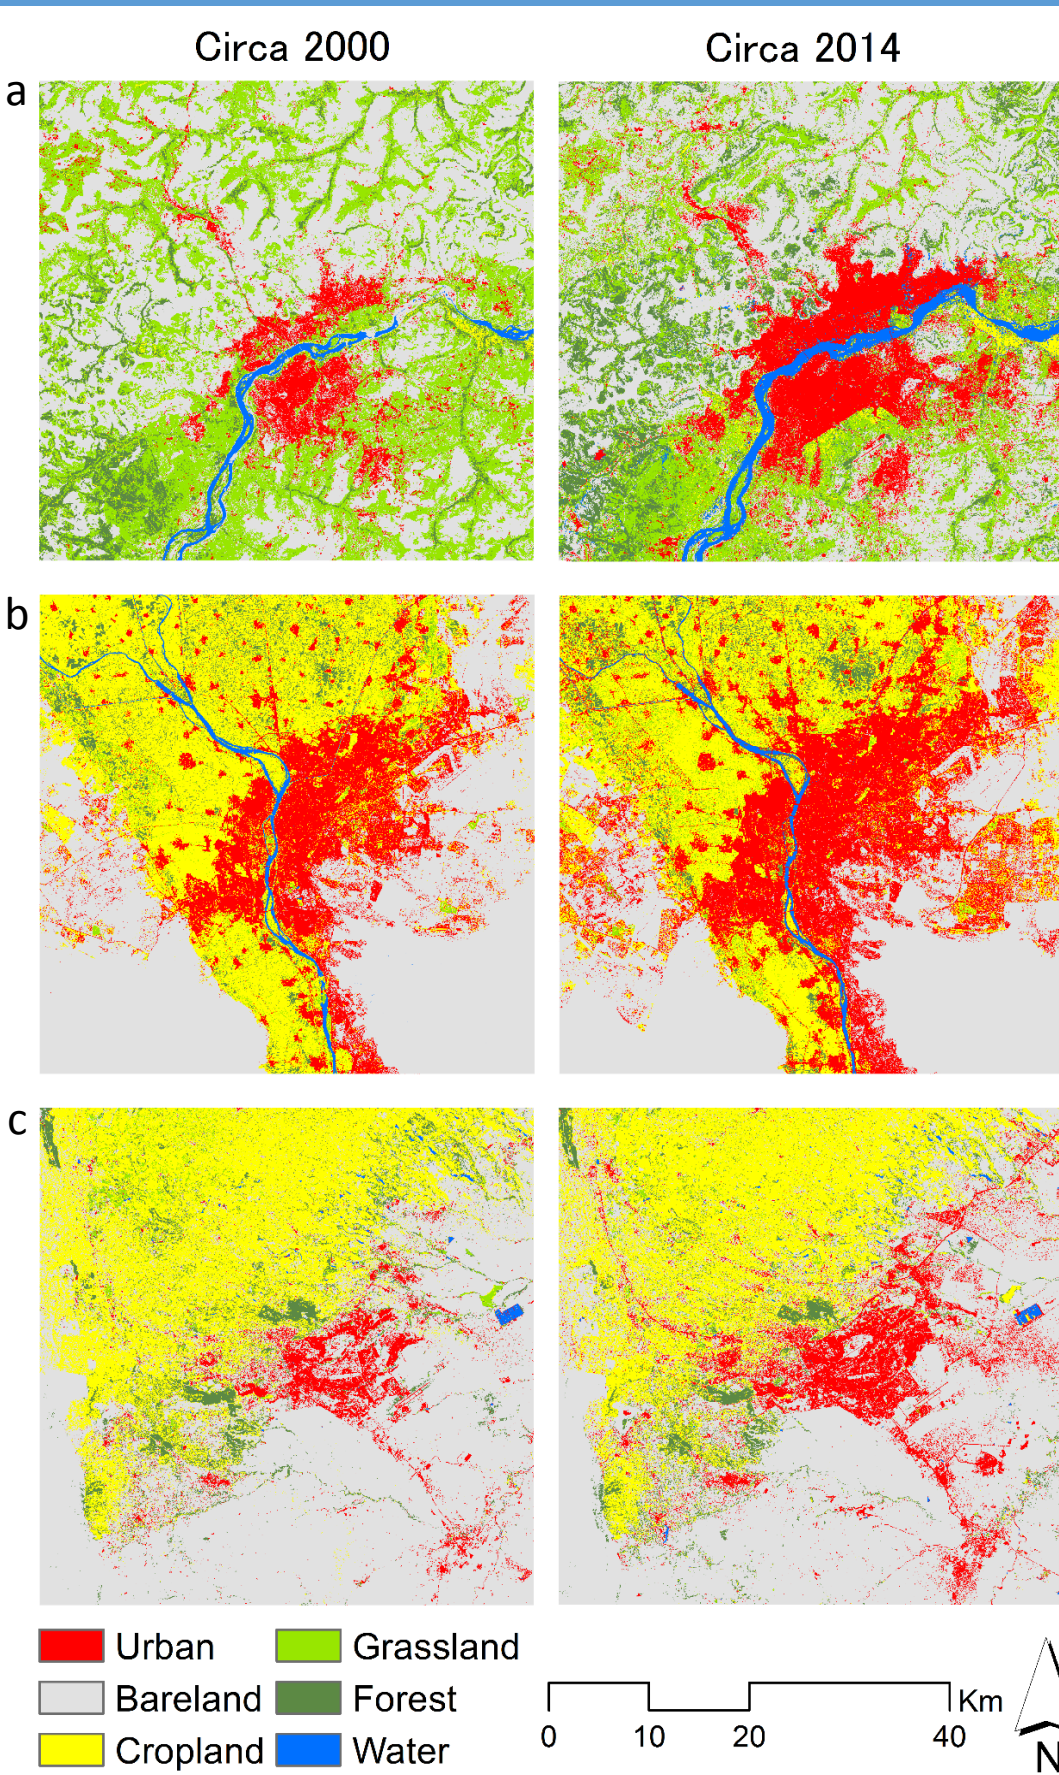 Circa 2000
Circa 2014
a
b
c
Urban
Grassland
Bareland
Forest
Cropland
Water
0 10 20 40 Km
N